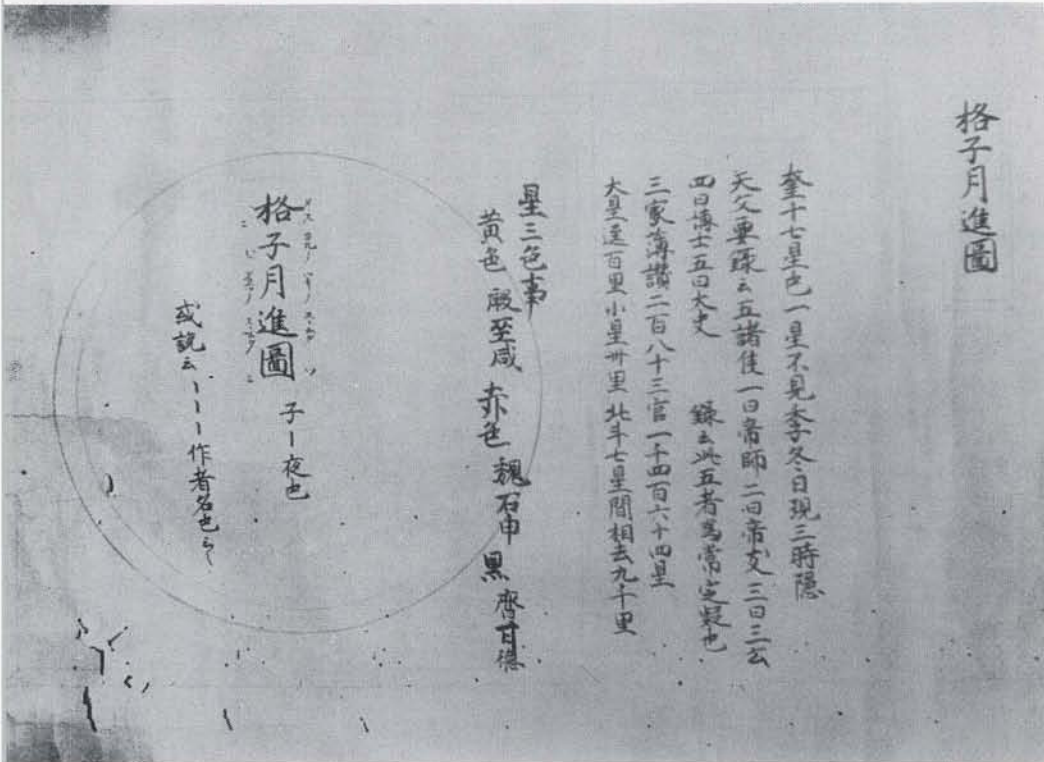 格子月進圖
奎十七星也一星不見季冬日現三時隠
天文要録云五諸侯一曰帝師二曰帝友三曰三公
四曰博士五曰大史 録云此五者為常定疑也
三家簿讃二百八十三官一千四百六十四星
大星逕百里小星卅里北斗七星間相去九千里
星三色事
黄色 殷巫咸 赤色 魏石申 黒 齊甘德
格子月進圖 子ー夜也
或説云ーーー作者名也云〻